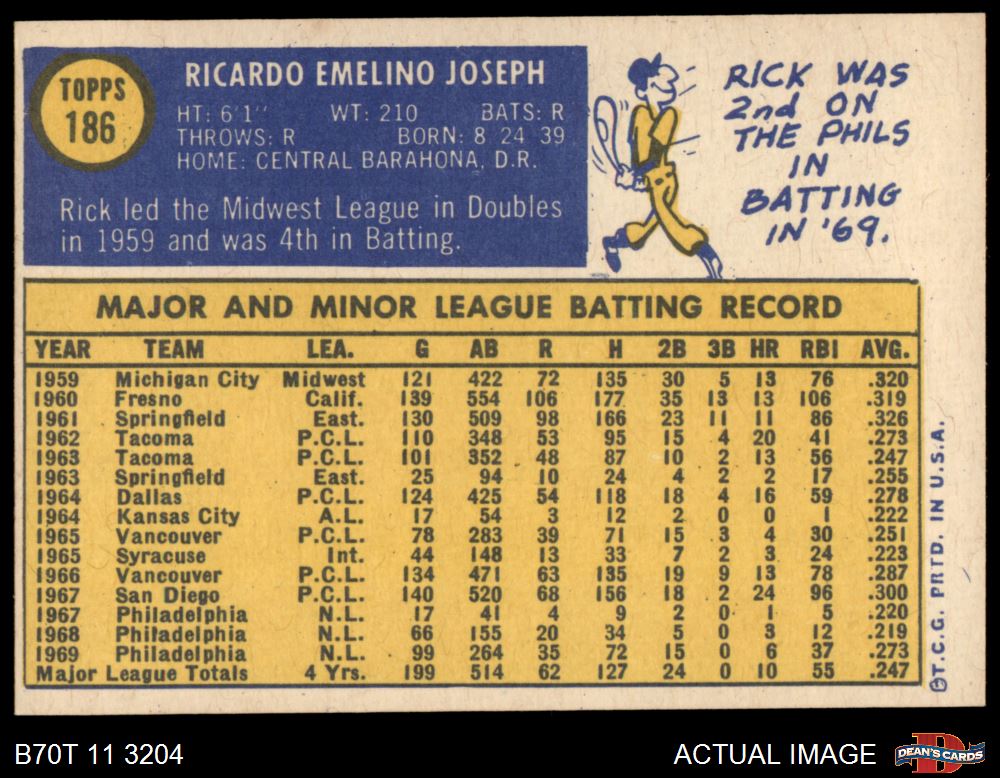 TOPPS
186
RICARDO EMELINO JOSEPH
HT: 6'1" WT: 210 BATS: R
THROWS: R BORN: 8 24 39
HOME: CENTRAL BARAHONA, D.R.
Rick led the Midwest League in Doubles
in 1959 and was 4th in Batting.
RICK WAS
2nd ON
THE PHILS
IN
BATTING
IN '69.
MAJOR AND MINOR LEAGUE BATTING RECORD
YEAR TEAM LEA. G AB R H 2B 3B HR RBI AVG.
1959 Michigan City Midwest 121 422 72 135 30 5 13 76 .320
1960 Fresno Calif. 139 554 106 177 35 13 13 106 .319
1961 Springfield East. 130 509 98 166 23 11 11 86 .326
1962 Tacoma P.C.L. 110 348 53 95 15 4 20 41 .273
1963 Tacoma P.C.L. 101 352 48 87 10 2 13 56 .247
1963 Springfield East. 25 94 10 24 4 2 2 17 .255
1964 Dallas P.C.L. 124 425 54 118 18 4 16 59 .278
1964 Kansas City A.L. 17 54 3 12 2 0 0 1 .222
1965 Vancouver P.C.L. 78 283 39 71 15 3 4 30 .251
1965 Syracuse Int. 44 148 13 33 7 2 3 24 .223
1966 Vancouver P.C.L. 134 471 63 135 19 9 13 78 .287
1967 San Diego P.C.L. 140 520 68 156 18 2 24 96 .300
1967 Philadelphia N.L. 17 41 4 9 2 0 1 5 .220
1968 Philadelphia N.L. 66 155 20 34 5 0 3 12 .219
1969 Philadelphia N.L. 99 264 35 72 15 0 6 37 .273
Major League Totals 4 Yrs. 199 514 62 127 24 0 10 55 .247
©T.C.G. PRTD. IN U.S.A.
B70T 11 3204
ACTUAL IMAGE
D
DEAN'S CARDS